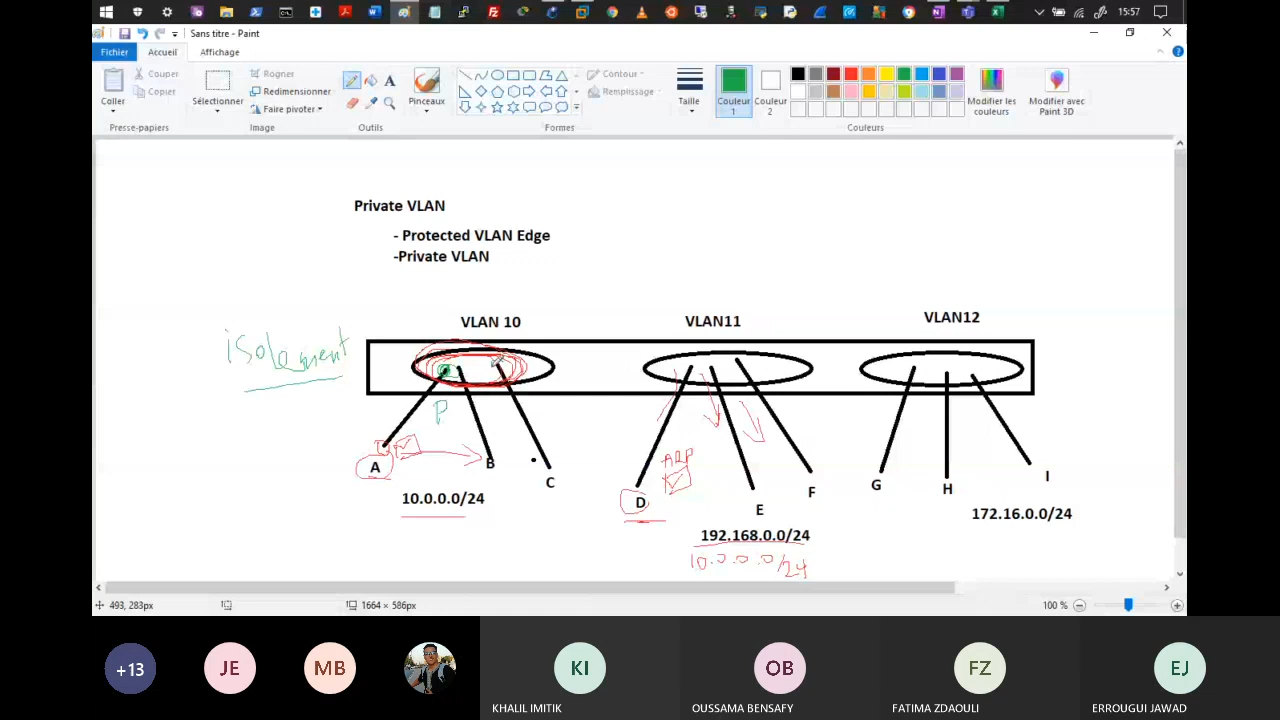 15:57
Sans titre - Paint
Fichier
Accueil
Affichage
Coller
Couper
Copier
Presse-papiers
Sélectionner
Rogner
Redimensionner
Faire pivoter
Image
Outils
Pinceaux
Formes
Contour
Remplissage
Taille
Couleur 1
Couleur 2
Couleurs
Modifier les couleurs
Modifier avec Paint 3D
Private VLAN
- Protected VLAN Edge
-Private VLAN
VLAN 10
VLAN11
VLAN12
isolement
P
A
B
C
10.0.0.0/24
ARP
D
E
F
192.168.0.0/24
10.0.0.0/24
G
H
I
172.16.0.0/24
493, 283px
1664 × 586px
100 %
+13
JE
MB
KI
OB
FZ
EJ
KHALIL IMITIK
OUSSAMA BENSAFY
FATIMA ZDAOULI
ERROUGUI JAWAD